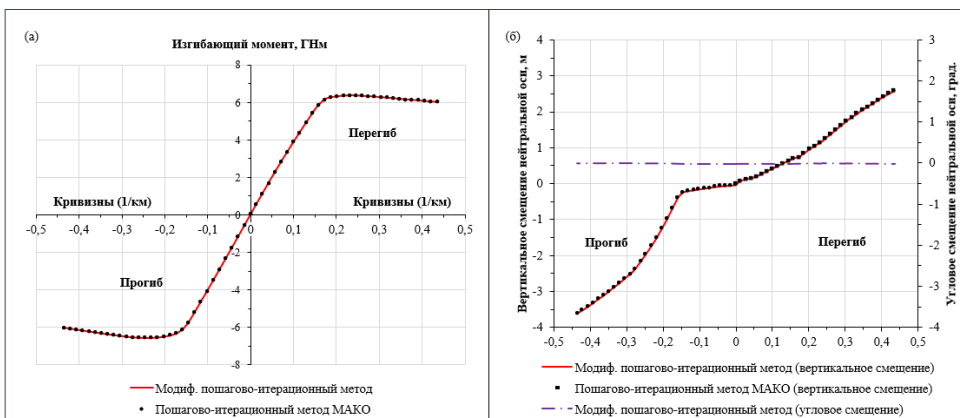 (а)
Изгибающий момент, ГНм
8
6
4
2
0
-2
-4
-6
-8
-0,5 -0,4 -0,3 -0,2 -0,1 0 0,1 0,2 0,3 0,4 0,5
Перегиб
Кривизны (1/км)
Кривизны (1/км)
Прогиб
Модиф. пошагово-итерационный метод
Пошагово-итерационный метод МАКО
(б)
Вертикальное смещение нейтральной оси, м
4
3
2
1
0
-1
-2
-3
-4
Угловое смещение нейтральной оси, град.
3
2
1
0
-1
-2
-3
-4
Прогиб
Перегиб
-0,5 -0,4 -0,3 -0,2 -0,1 0 0,1 0,2 0,3 0,4 0,5
Модиф. пошагово-итерационный метод (вертикальное смещение)
Пошагово-итерационный метод МАКО (вертикальное смещение)
Модиф. пошагово-итерационный метод (угловое смещение)